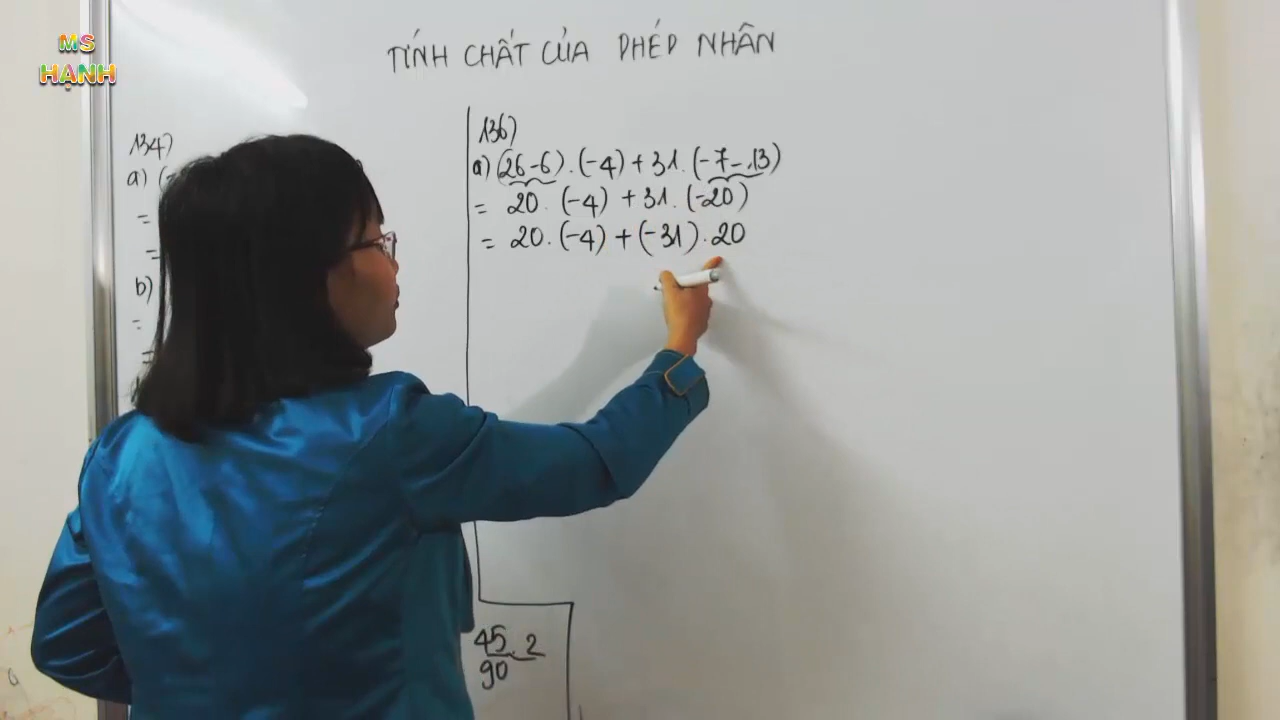 MS
HẠNH
TÍNH CHẤT CỦA PHÉP NHÂN
134)
a) (-
=
=
b)
=
=
136)
a) (26-6).(-4)+31.(-7-13)
= 20.(-4)+31.(-20)
= 20.(-4)+(-31).20
45.2
90